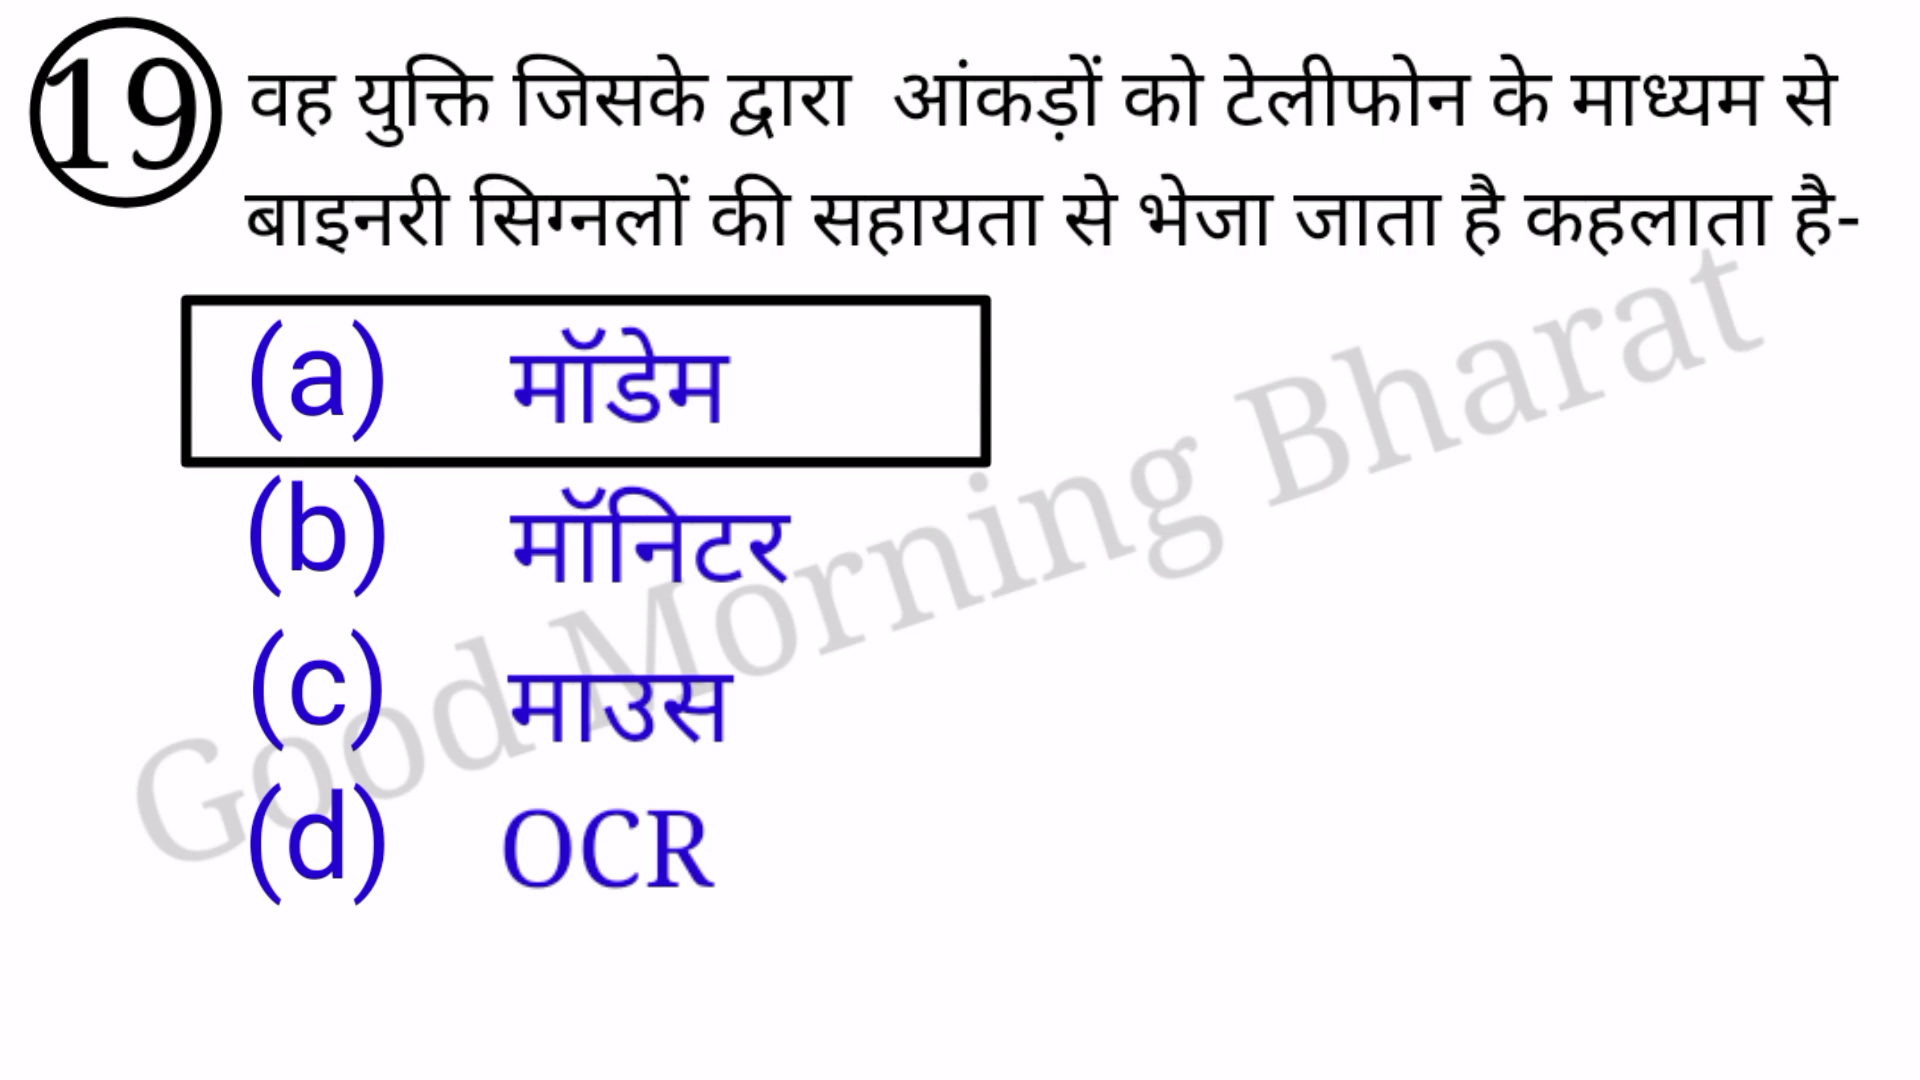 19 वह युक्ति जिसके द्वारा आंकड़ों को टेलीफोन के माध्यम से
बाइनरी सिग्नलों की सहायता से भेजा जाता है कहलाता है-
(a) मॉडेम
(b) मॉनिटर
(c) माउस
(d) OCR
Good Morning Bharat